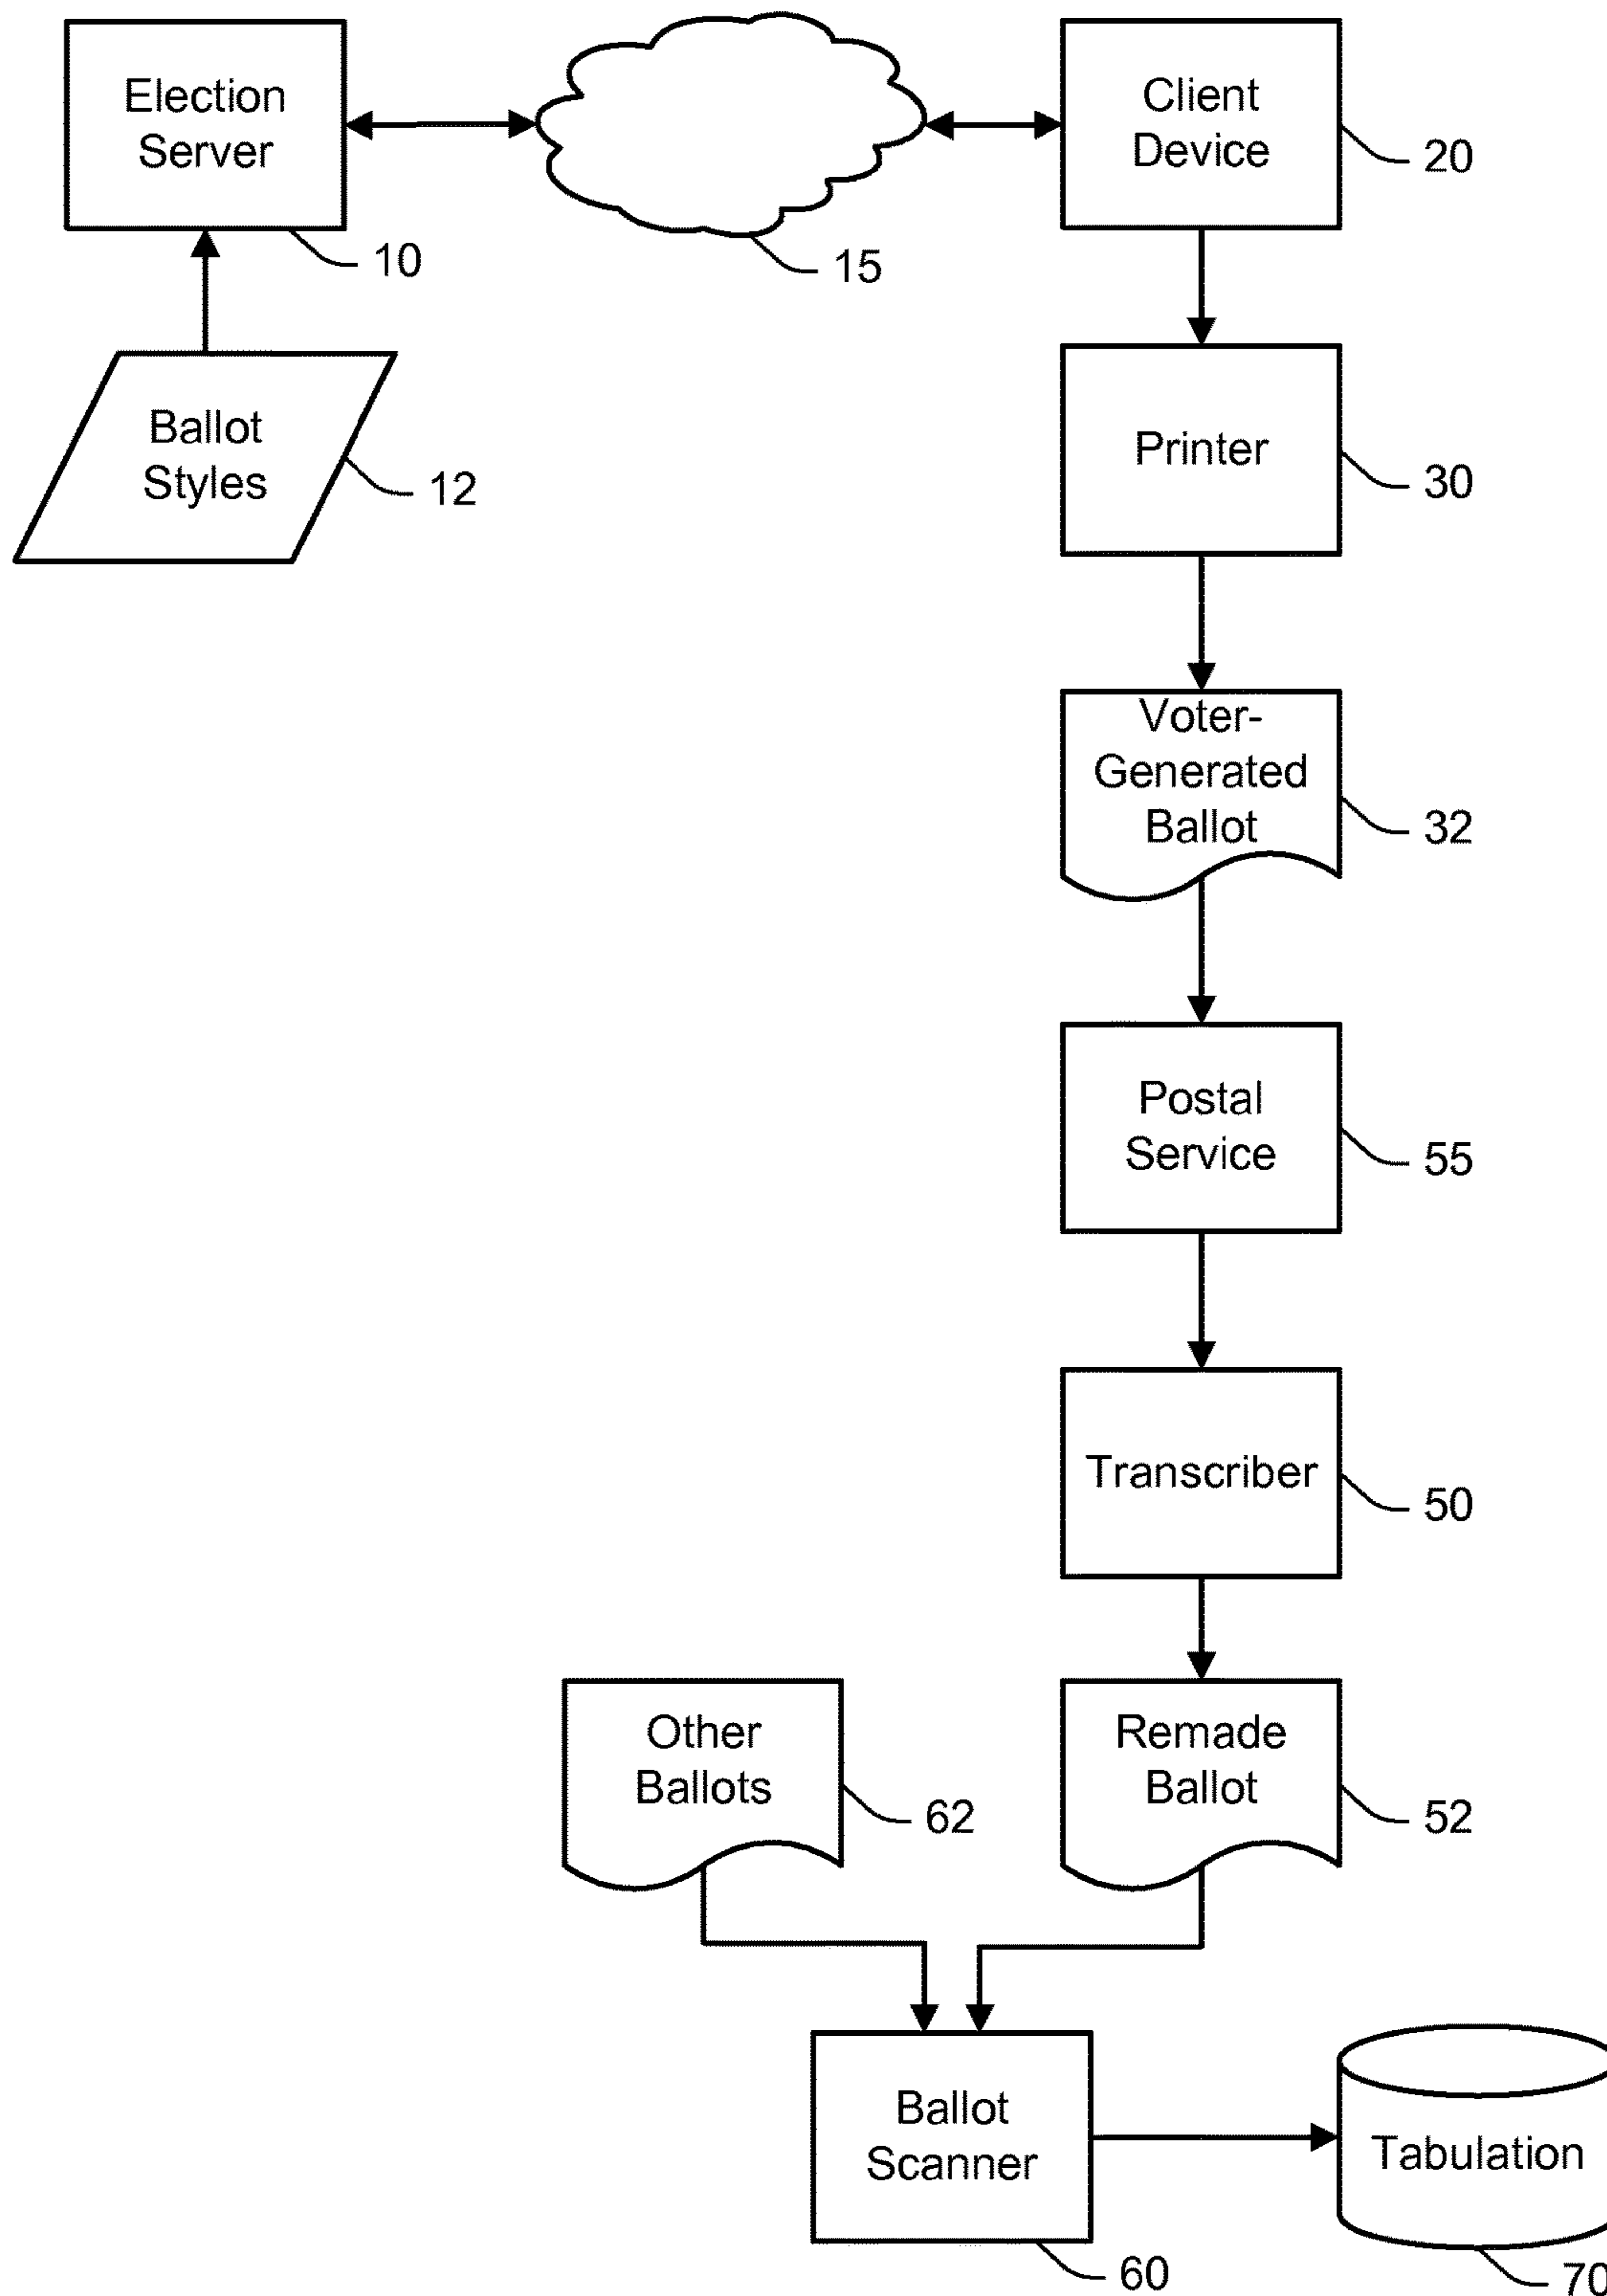 Election
Server
10
15
Client
Device
20
Ballot
Styles
12
Printer
30
Voter-
Generated
Ballot
32
Postal
Service
55
Transcriber
50
Other
Ballots
62
Remade
Ballot
52
Ballot
Scanner
60
Tabulation
70